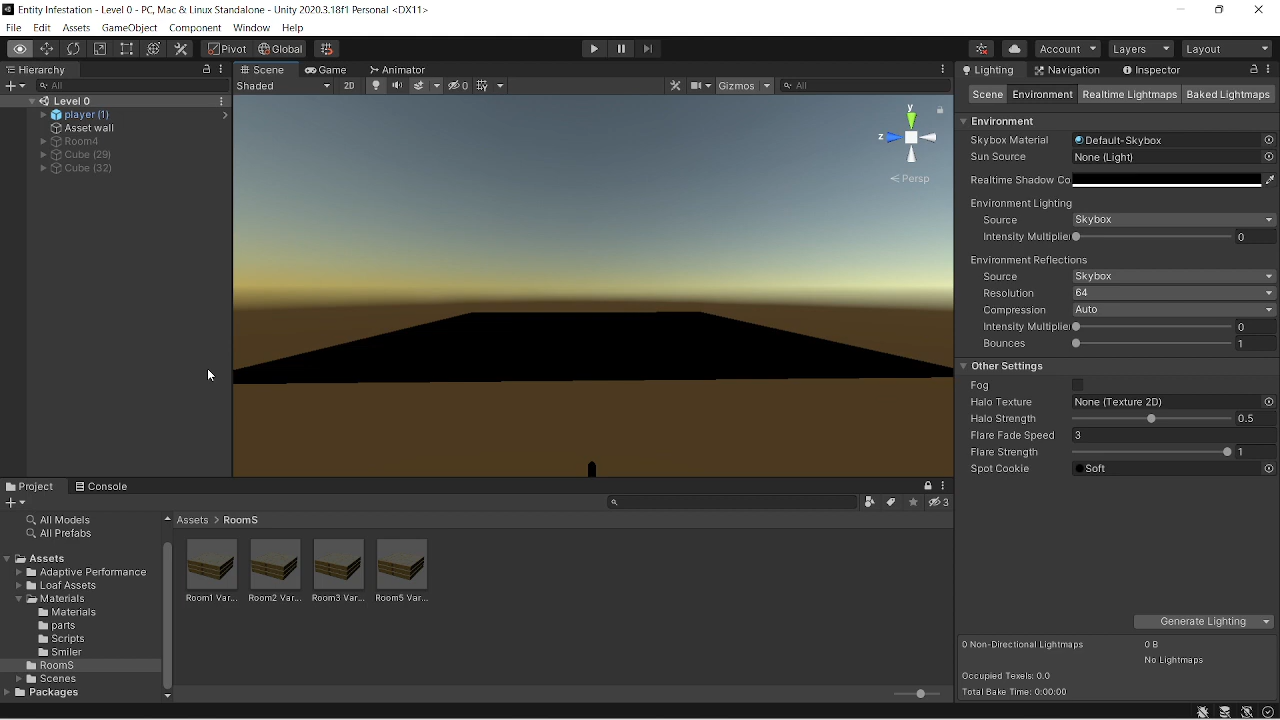 Entity Infestation - Level 0 - PC, Mac & Linux Standalone - Unity 2020.3.18f1 Personal <DX11>
File Edit Assets GameObject Component Window Help
Pivot Global Account Layers Layout
Hierarchy
All
Level 0
player (1)
Asset wall
Room4
Cube (29)
Cube (32)
Scene Game Animator
Shaded 2D 0 Gizmos All
y
z
Persp
Lighting Navigation Inspector
Scene Environment Realtime Lightmaps Baked Lightmaps
Environment
Skybox Material Default-Skybox
Sun Source None (Light)
Realtime Shadow Co
Environment Lighting
Source Skybox
Intensity Multiplie 0
Environment Reflections
Source Skybox
Resolution 64
Compression Auto
Intensity Multiplie 0
Bounces 1
Other Settings
Fog
Halo Texture None (Texture 2D)
Halo Strength 0.5
Flare Fade Speed 3
Flare Strength 1
Spot Cookie Soft
Generate Lighting
0 Non-Directional Lightmaps 0 B
No Lightmaps
Occupied Texels: 0.0
Total Bake Time: 0:00:00
Project Console
3
All Models
All Prefabs
Assets
Adaptive Performance
Loaf Assets
Materials
Materials
parts
Scripts
Smiler
RoomS
Scenes
Packages
Assets > RoomS
Room1 Var... Room2 Var... Room3 Var... Room5 Var...